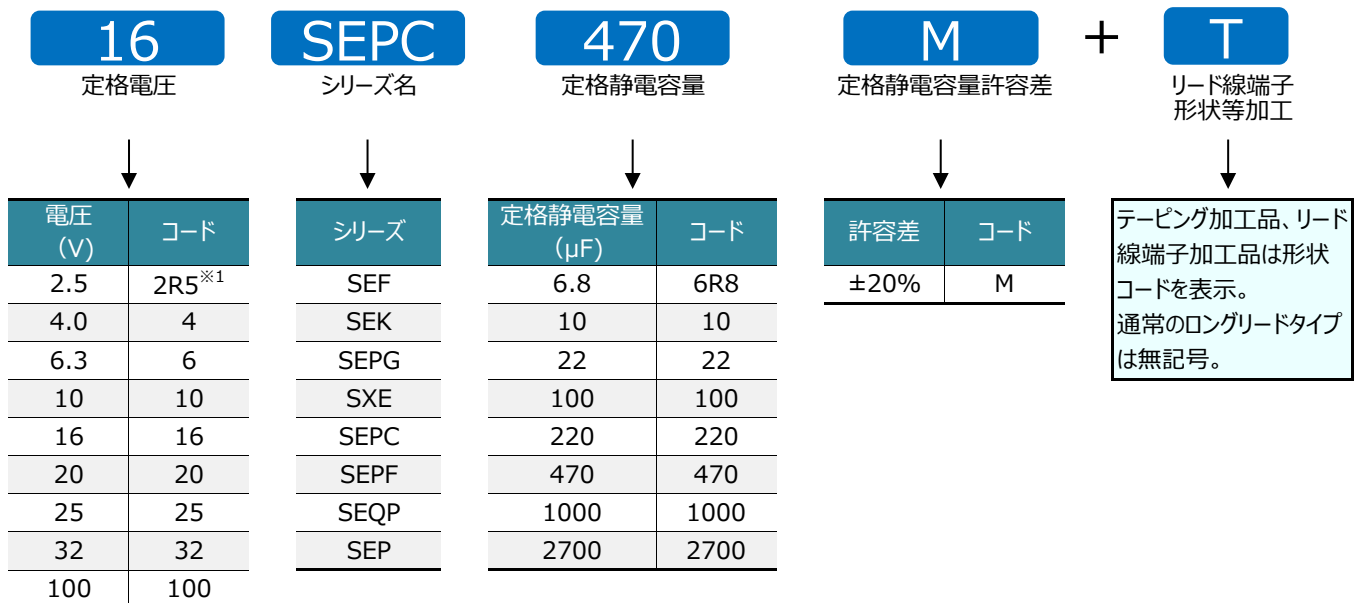 16 SEPC 470 M + T
定格電圧 シリーズ名 定格静電容量 定格静電容量許容差 リード線端子
形状等加工
電圧
(V) コード
2.5 2R5※1
4.0 4
6.3 6
10 10
16 16
20 20
25 25
32 32
100 100
シリーズ
SEF
SEK
SEPG
SXE
SEPC
SEPF
SEQP
SEP
定格静電容量
(µF) コード
6.8 6R8
10 10
22 22
100 100
220 220
470 470
1000 1000
2700 2700
許容差 コード
±20% M
テーピング加工品、リード
線端子加工品は形状
コードを表示。
通常のロングリードタイプ
は無記号。